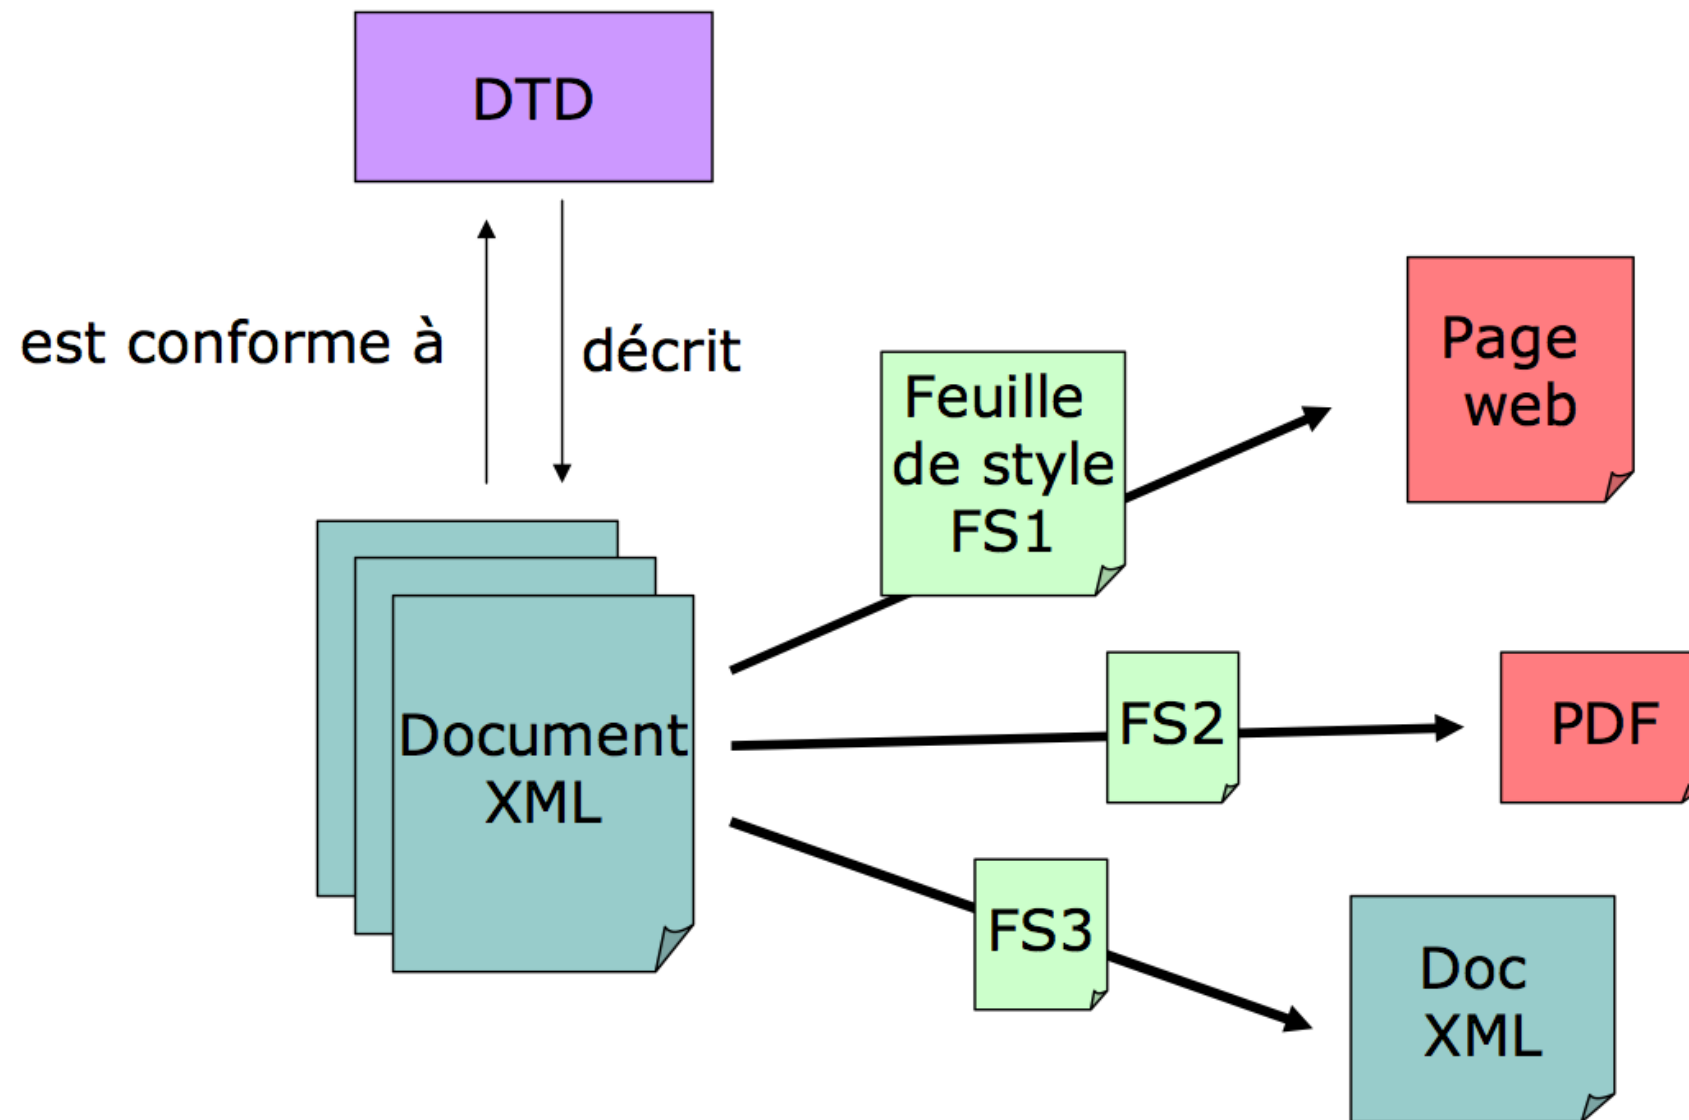 DTD
est conforme à
décrit
Feuille
de style
FS1
Page
web
Document
XML
FS2
PDF
FS3
Doc
XML